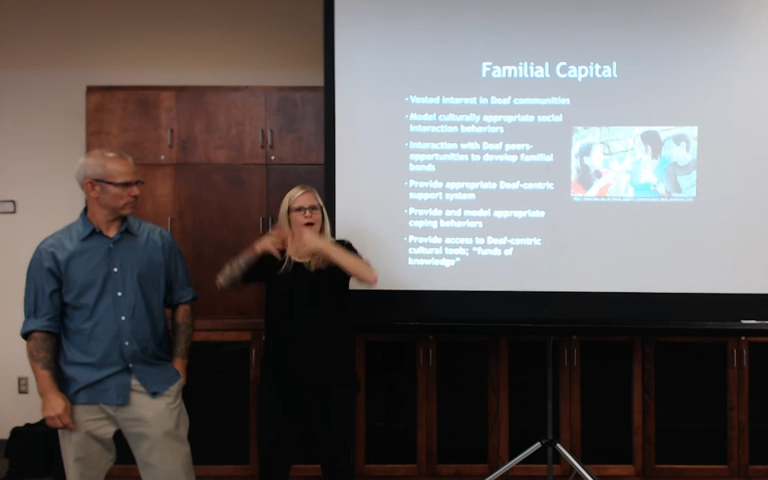 Familial Capital
• Vested interest in Deaf communities
• Model culturally appropriate social
interaction behaviors
• Interaction with Deaf peers-
opportunities to develop familial
bonds
• Provide appropriate Deaf-centric
support system
• Provide and model appropriate
coping behaviors
• Provide access to Deaf-centric
cultural tools; "funds of
knowledge"